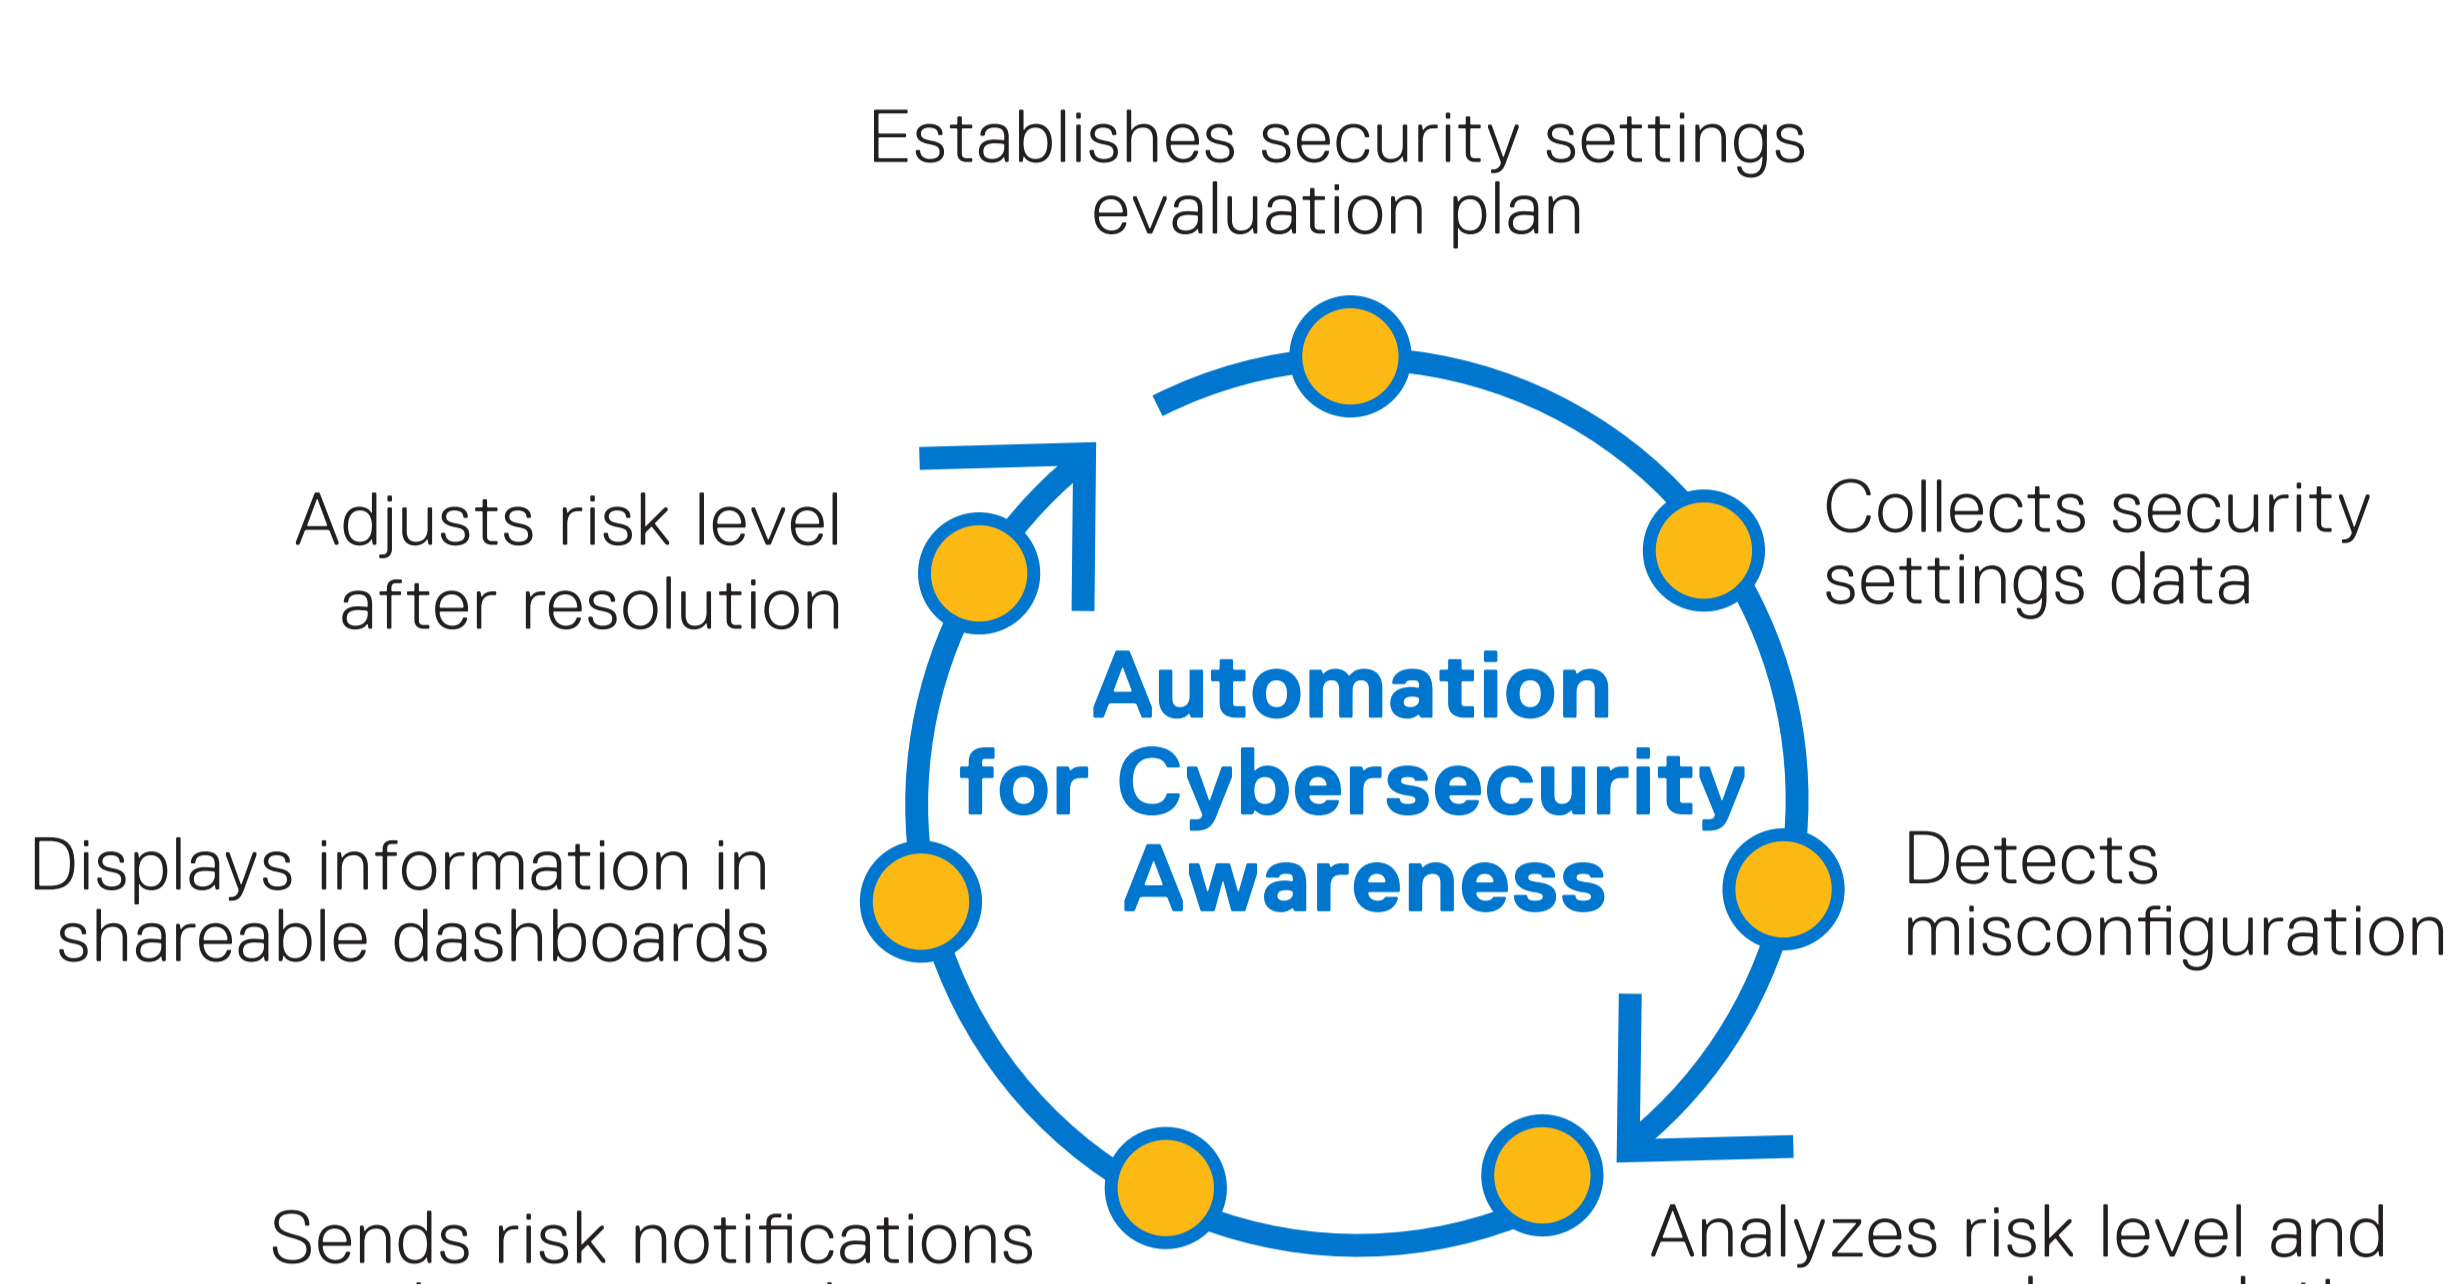 Establishes security settings
evaluation plan
Collects security
settings data
Detects
misconfiguration
Analyzes risk level and
Sends risk notifications
Displays information in
shareable dashboards
Adjusts risk level
after resolution
Automation
for Cybersecurity
Awareness